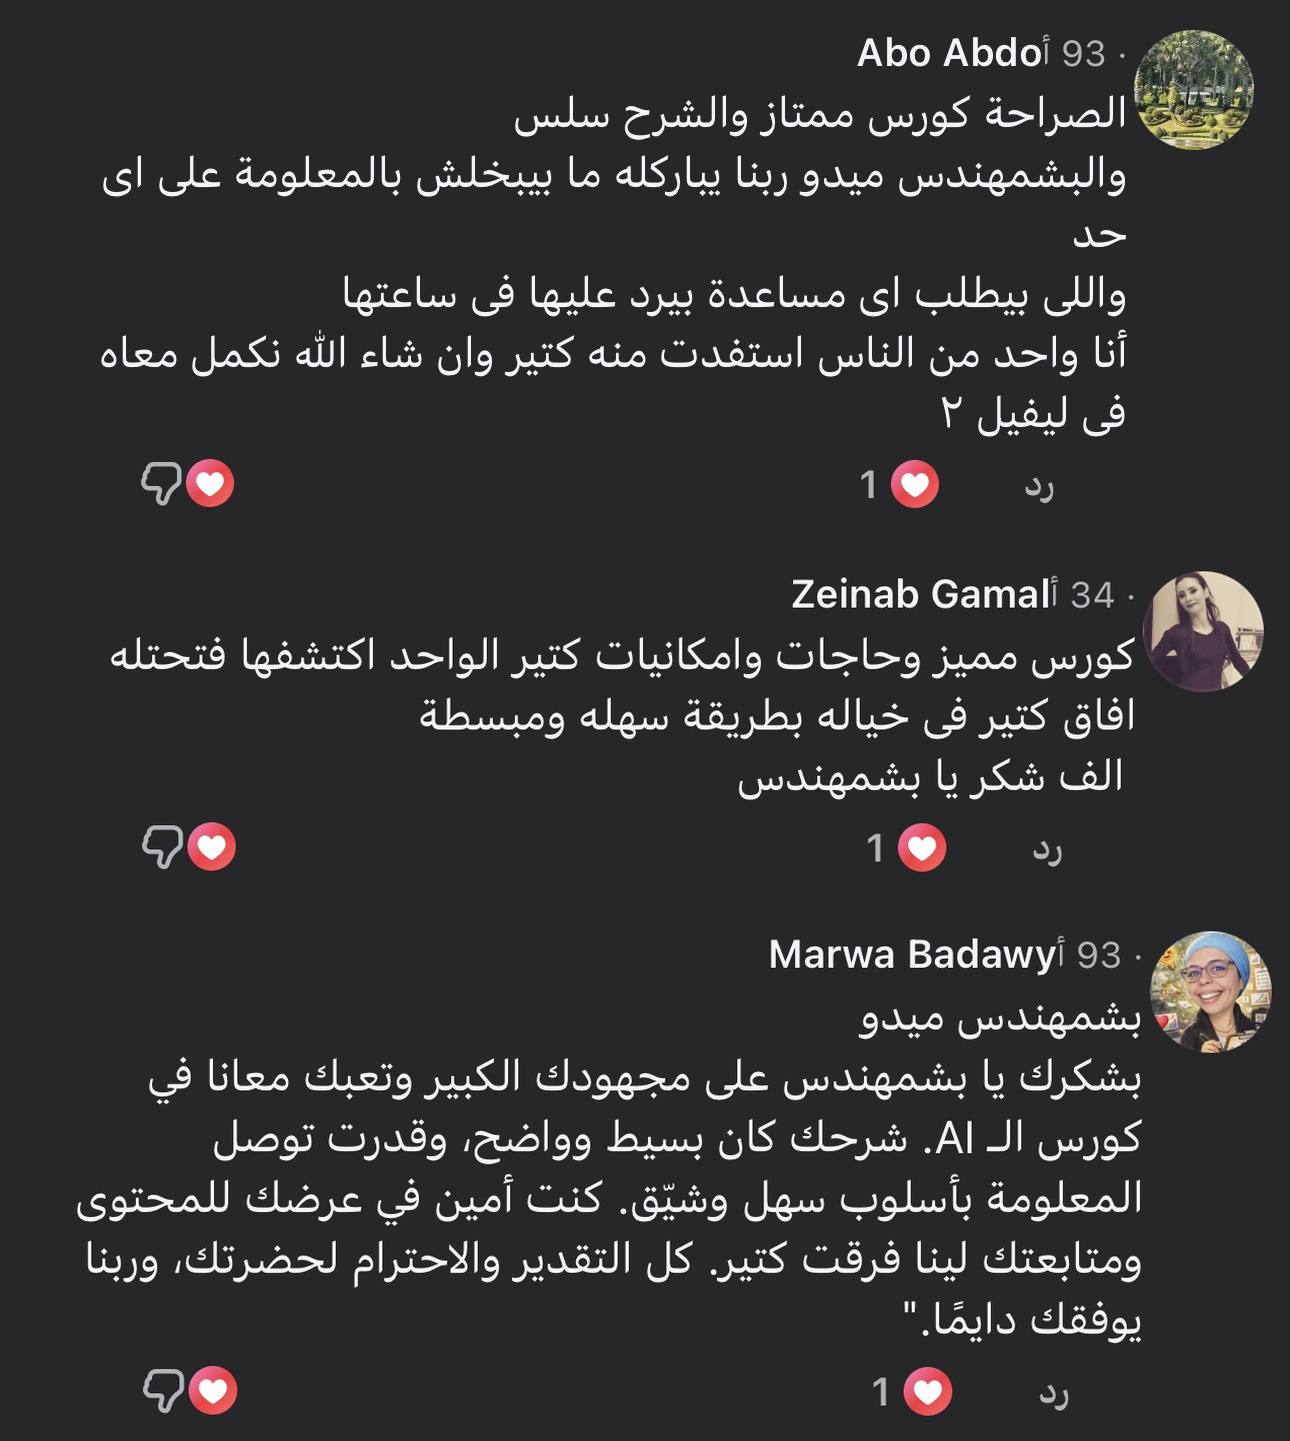 Abo Abdo · 93 أ
الصراحة كورس ممتاز والشرح سلس
والبشمهندس ميدو ربنا يباركله ما بيبخلش بالمعلومة على اى
حد
واللى بيطلب اى مساعدة بيرد عليها فى ساعتها
أنا واحد من الناس استفدت منه كتير وان شاء الله نكمل معاه
فى ليفيل ٢
رد 1
Zeinab Gamal · 34 أ
كورس مميز وحاجات وامكانيات كتير الواحد اكتشفها فتحتله
افاق كتير فى خياله بطريقة سهله ومبسطة
الف شكر يا بشمهندس
رد 1
Marwa Badawy · 93 أ
بشمهندس ميدو
بشكرك يا بشمهندس على مجهودك الكبير وتعبك معانا في
كورس الـ AI. شرحك كان بسيط وواضح، وقدرت توصل
المعلومة بأسلوب سهل وشيّق. كنت أمين في عرضك للمحتوى
ومتابعتك لينا فرقت كتير. كل التقدير والاحترام لحضرتك، وربنا
يوفقك دايمًا."
رد 1